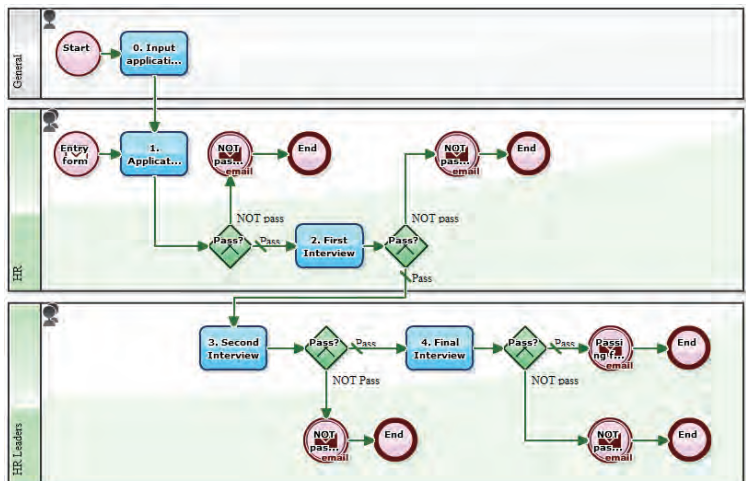 General
Start
0. Input
applicati...
HR
Entry
form
1.
Applicat...
NOT
pas...
email
End
NOT pass
Pass?
Pass
2. First
Interview
NOT
pas...
email
End
NOT pass
Pass?
Pass
HR Leaders
3. Second
Interview
Pass?
Pass
NOT Pass
NOT
pas...
email
End
4. Final
Interview
Pass?
Pass
Passi
ng f...
email
End
NOT pass
NOT
pas...
email
End